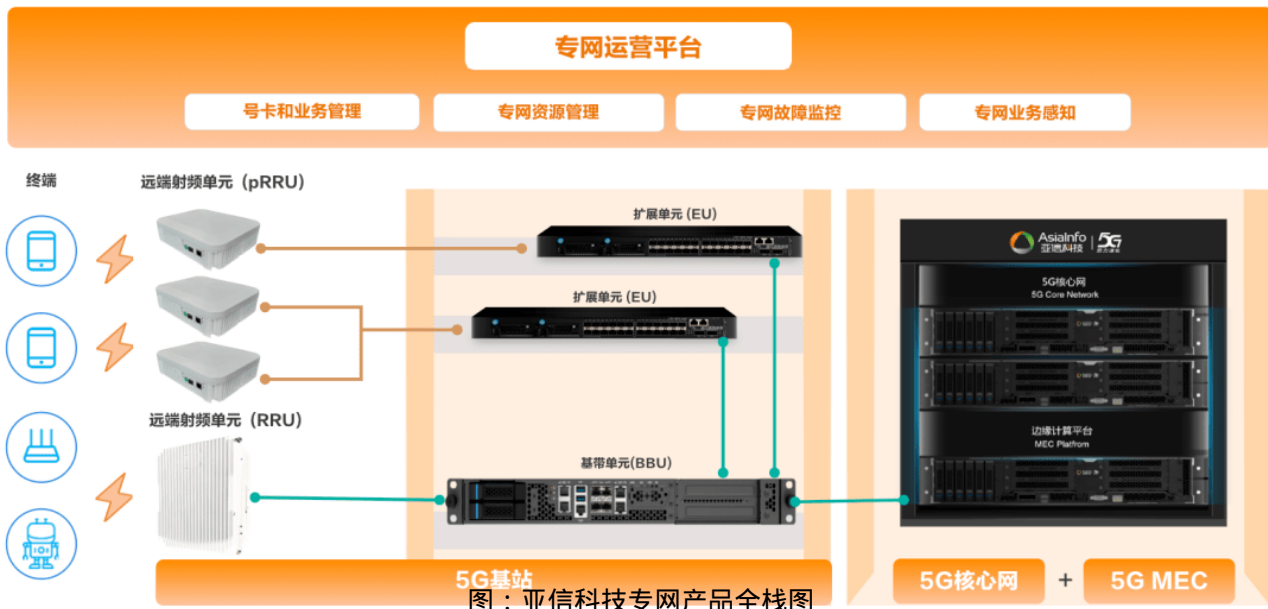 专网运营平台
号卡和业务管理
专网资源管理
专网故障监控
专网业务感知
终端
远端射频单元（pRRU）
扩展单元 (EU)
扩展单元 (EU)
远端射频单元（RRU）
基带单元(BBU)
AsiaInfo
亚信科技
5G
5G核心网
5G Core Network
边缘计算平台
MEC Platfrom
5G基站
5G核心网
+
5G MEC
图：亚信科技专网产品全栈图